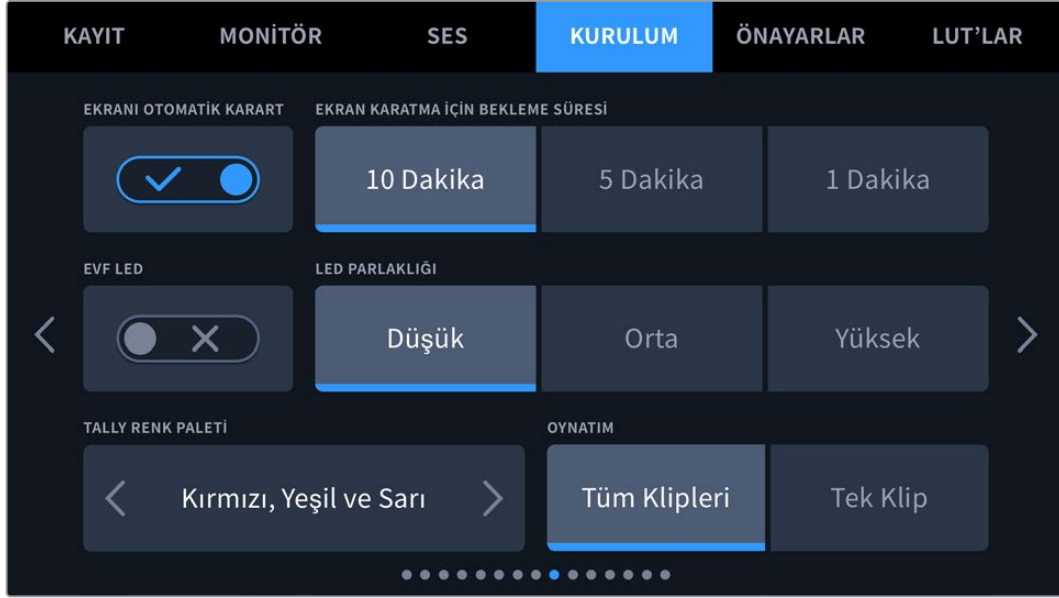 KAYIT MONİTÖR SES KURULUM ÖNAYARLAR LUT'LAR
EKRANI OTOMATİK KARART EKRAN KARATMA İÇİN BEKLEME SÜRESİ
10 Dakika 5 Dakika 1 Dakika
EVF LED LED PARLAKLIĞI
Düşük Orta Yüksek
TALLY RENK PALETİ OYNATIM
Kırmızı, Yeşil ve Sarı Tüm Klipleri Tek Klip